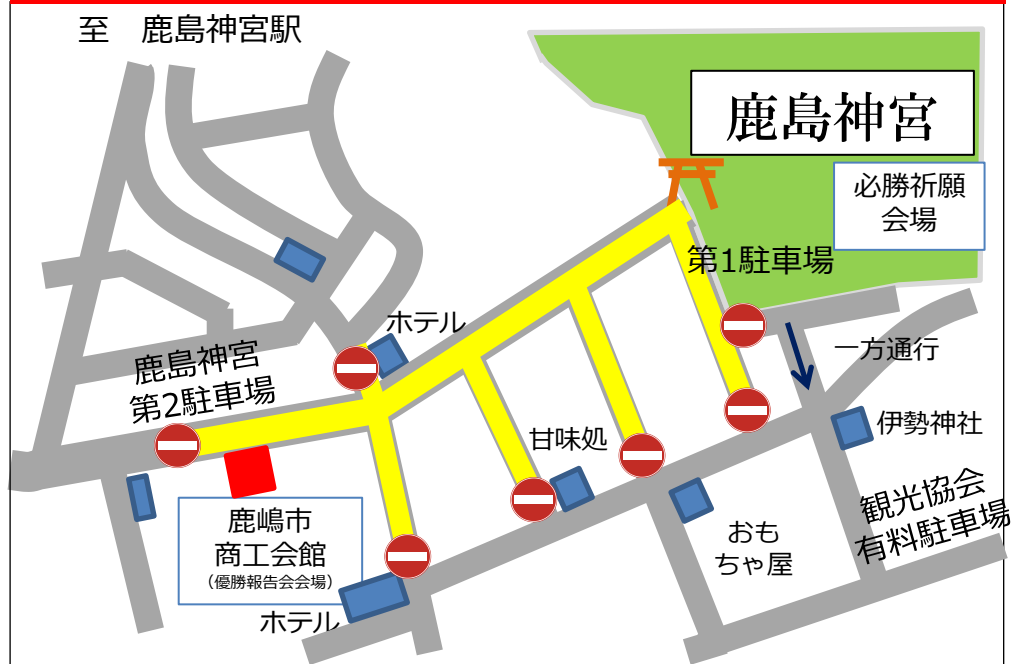 至　鹿島神宮駅
鹿島神宮
必勝祈願
会場
第1駐車場
ホテル
一方通行
鹿島神宮
第2駐車場
甘味処
伊勢神社
鹿嶋市
商工会館
(優勝報告会会場)
おも
ちゃ屋
観光協会
有料駐車場
ホテル